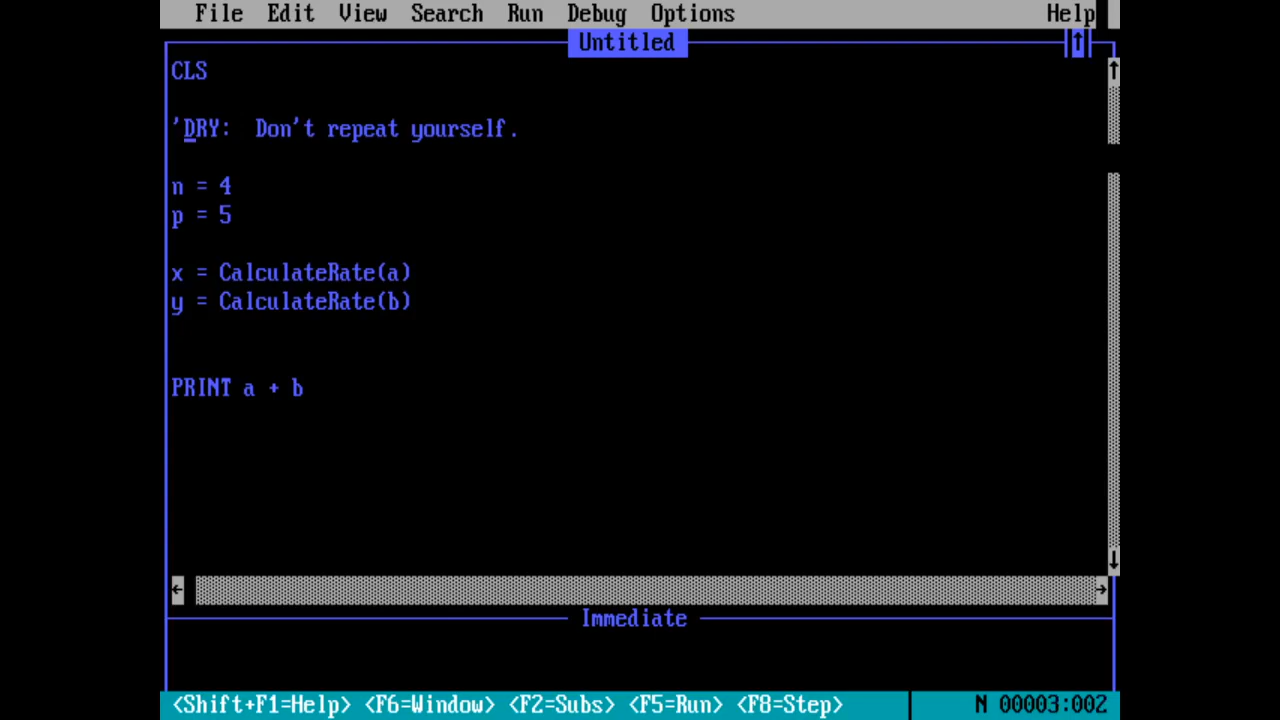 File Edit View Search Run Debug Options Help
Untitled
CLS
'DRY:  Don't repeat yourself.
n = 4
p = 5
x = CalculateRate(a)
y = CalculateRate(b)
PRINT a + b
Immediate
<Shift+F1=Help> <F6=Window> <F2=Subs> <F5=Run> <F8=Step> N 00003:002